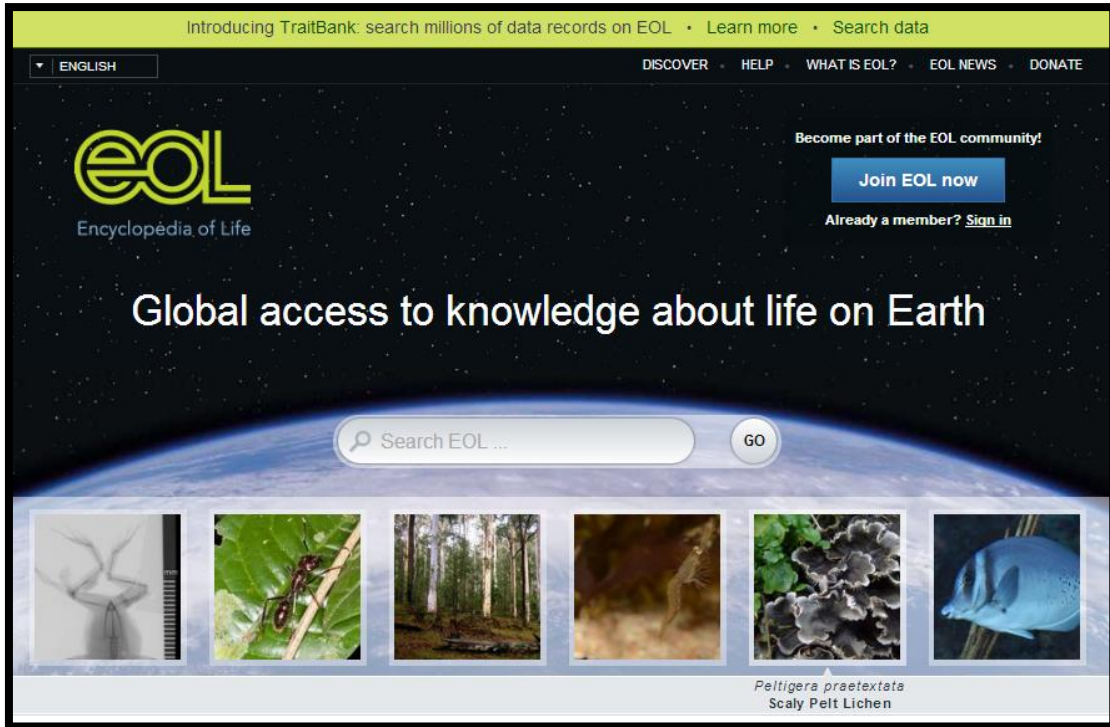 Introducing TraitBank: search millions of data records on EOL • Learn more • Search data
ENGLISH
DISCOVER • HELP • WHAT IS EOL? • EOL NEWS • DONATE
eOL
Encyclopedia of Life
Become part of the EOL community!
Join EOL now
Already a member? Sign in
Global access to knowledge about life on Earth
Search EOL ...
GO
mm
Peltigera praetextata
Scaly Pelt Lichen